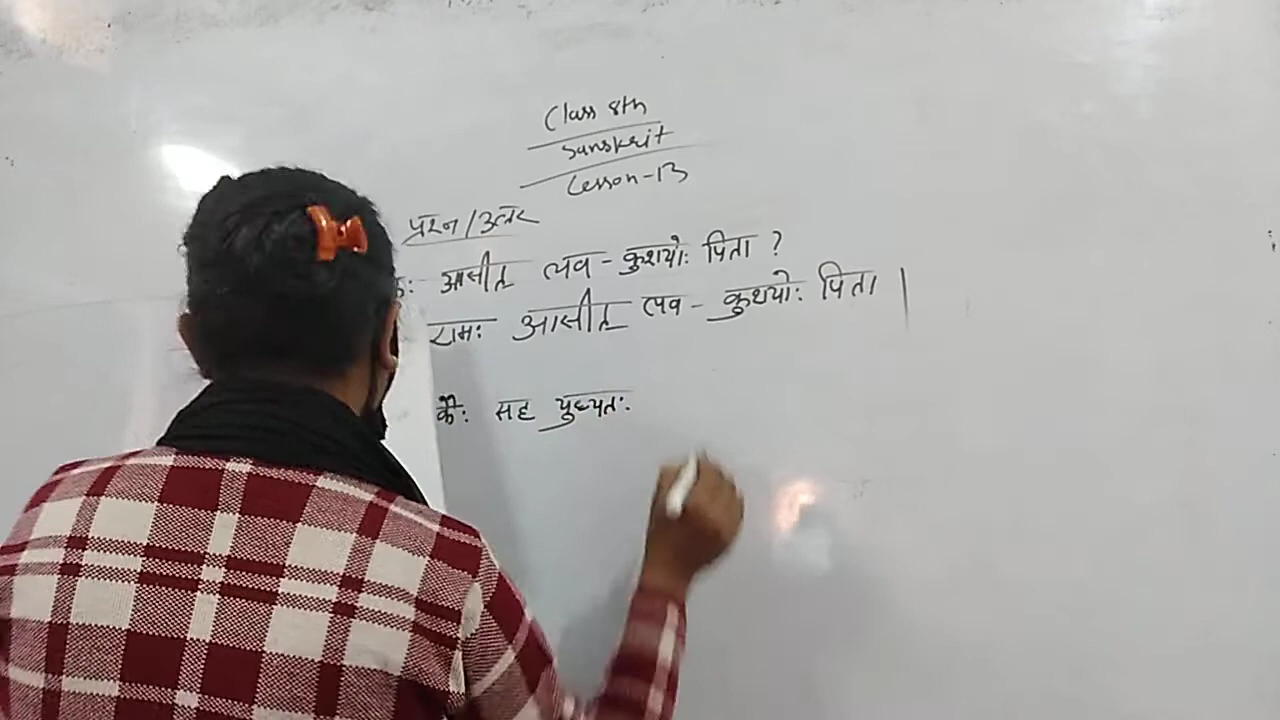 Class 8th
Sanskrit
Lesson-13
प्रश्न / उत्तर
कः आसीत् लव - कुशयोः पिता ?
रामः आसीत् लव - कुशयोः पिता ।
कैः सह युध्यतः